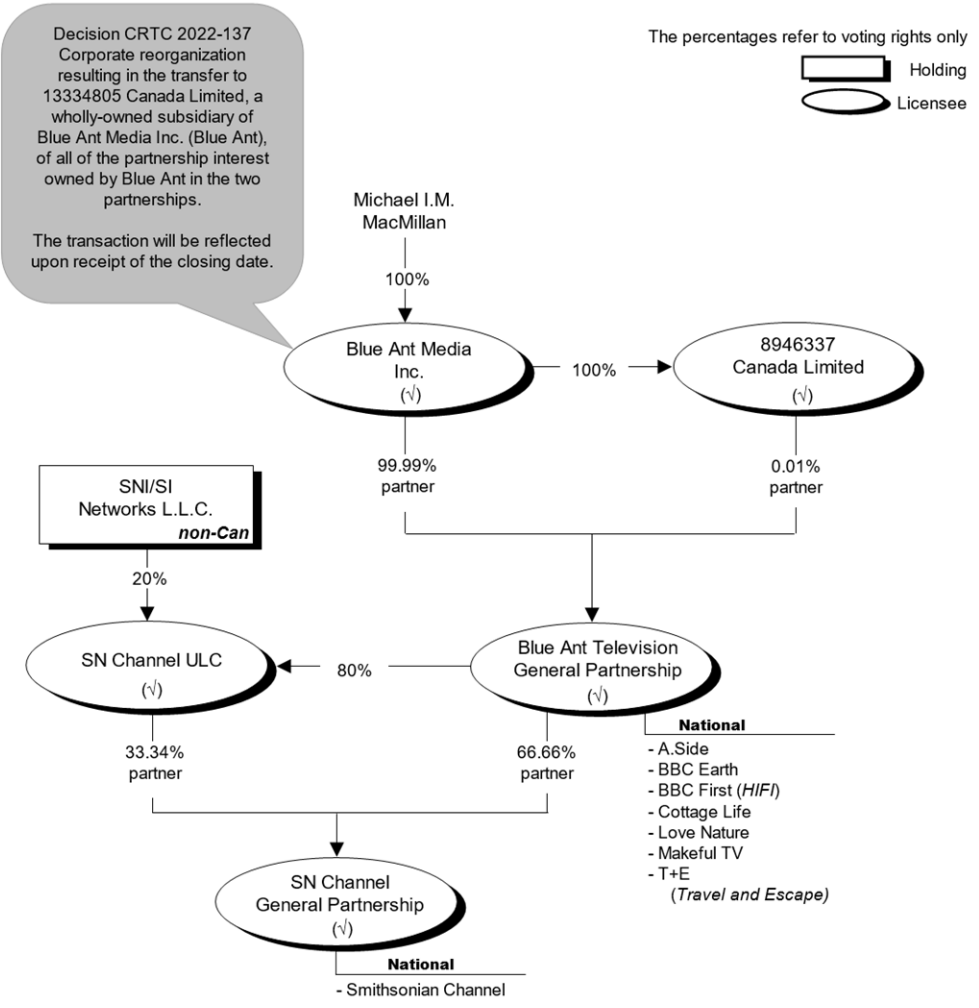 Decision CRTC 2022-137
Corporate reorganization
resulting in the transfer to
13334805 Canada Limited, a
wholly-owned subsidiary of
Blue Ant Media Inc. (Blue Ant),
of all of the partnership interest
owned by Blue Ant in the two
partnerships.
The transaction will be reflected
upon receipt of the closing date.
The percentages refer to voting rights only
Holding
Licensee
Michael I.M.
MacMillan
100%
Blue Ant Media
Inc.
(√)
100%
8946337
Canada Limited
(√)
99.99%
partner
0.01%
partner
SNI/SI
Networks L.L.C.
non-Can
20%
SN Channel ULC
(√)
80%
Blue Ant Television
General Partnership
(√)
National
- A.Side
- BBC Earth
- BBC First (HIFI)
- Cottage Life
- Love Nature
- Makeful TV
- T+E
(Travel and Escape)
33.34%
partner
66.66%
partner
SN Channel
General Partnership
(√)
National
- Smithsonian Channel